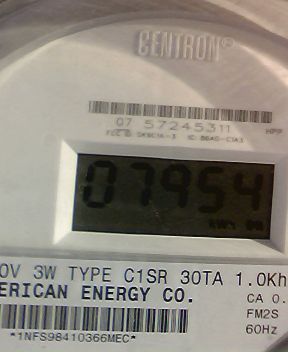 CENTRON®
07 57245311
HPP
07954
0V 3W TYPE C1SR 30TA 1.0Kh
ERICAN ENERGY CO.
CA 0.
FM2S
60Hz
*1NFS98410366MEC*